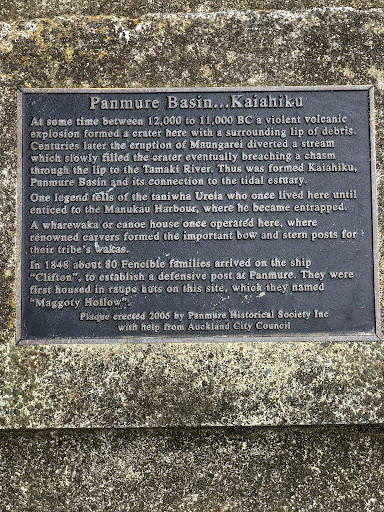 Panmure Basin...Kaiahiku
At some time between 12,000 to 11,000 BC a violent volcanic
explosion formed a crater here with a surrounding lip of debris.
Centuries later the eruption of Maungarei diverted a stream
which slowly filled the crater eventually breaching a chasm
through the lip to the Tamaki River. Thus was formed Kaiahiku,
Panmure Basin and its connection to the tidal estuary.
One legend tells of the taniwha Ureia who once lived here until
enticed to the Manukau Harbour, where he became entrapped.
A wharewaka or canoe house once operated here, where
renowned carvers formed the important bow and stern posts for
their tribe's wakas.
In 1848 about 80 Fencible families arrived on the ship
"Clifton", to establish a defensive post at Panmure. They were
first housed in raupo huts on this site, which they named
"Maggoty Hollow".
Plaque erected 2005 by Panmure Historical Society Inc
with help from Auckland City Council